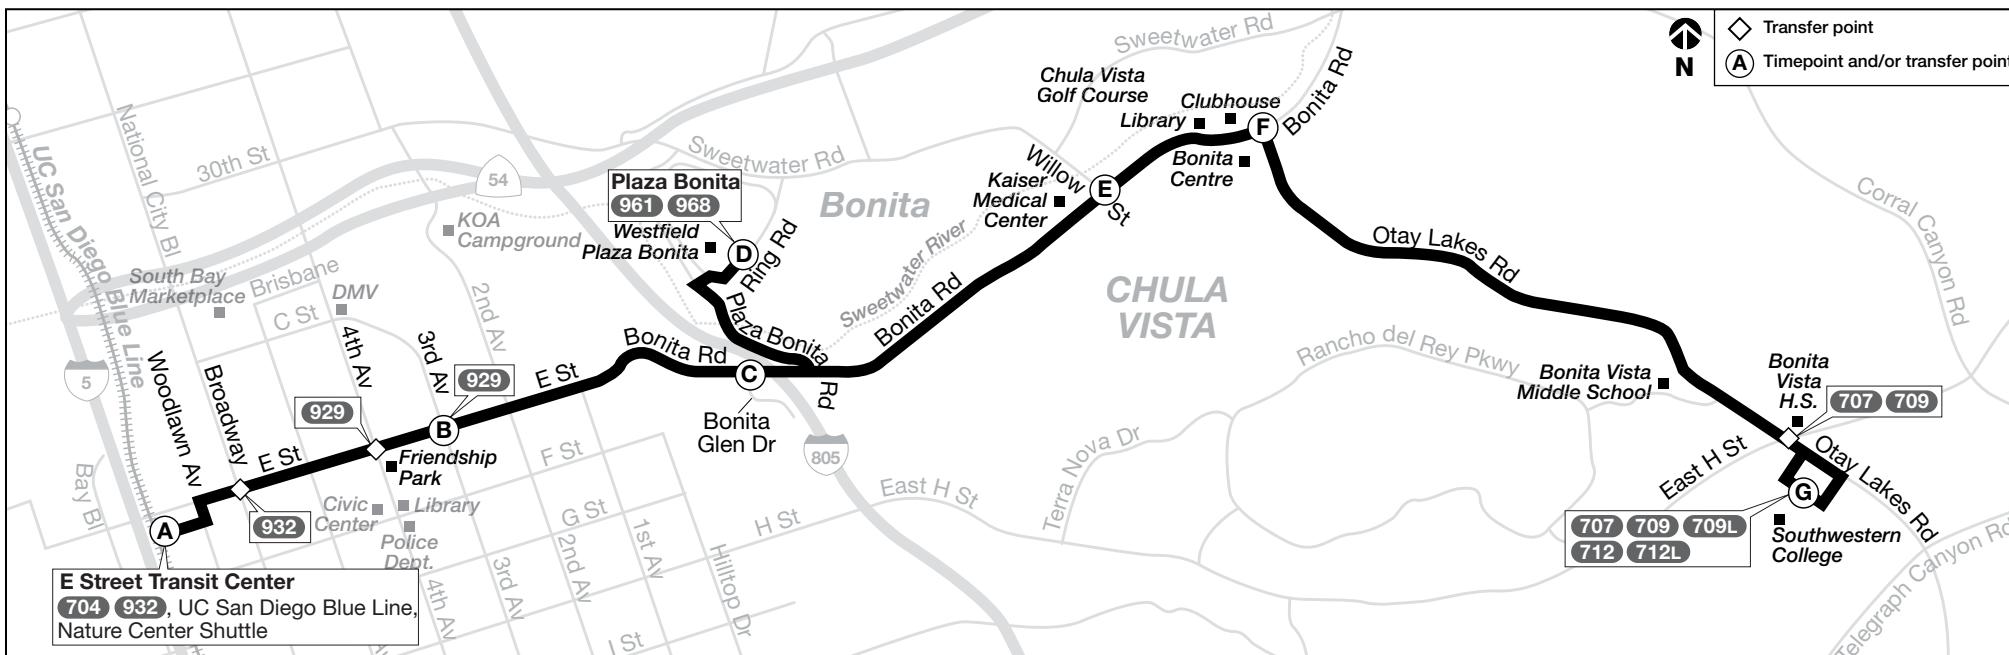 N
Transfer point
A
Timepoint and/or transfer point
Sweetwater Rd
Bonita Rd
Chula Vista
Golf Course
Clubhouse
Library
F
Bonita
Centre
Willow
St
Kaiser
Medical
Center
E
UC San Diego Blue Line
National City Bl
30th St
54
Sweetwater Rd
Plaza Bonita
961 968
Westfield
Plaza Bonita
D
Ring Rd
Bonita
KOA
Campground
Sweetwater River
Corral Canyon Rd
Otay Lakes Rd
CHULA
VISTA
South Bay
Marketplace
Brisbane
DMV
C St
2nd Av
Plaza Bonita
Rd
Bonita Rd
Bonita Rd
Rancho del Rey Pkwy
5
Woodlawn Av
Broadway
4th Av
3rd Av
929
929
E St
C
Bonita
Glen Dr
B
Bonita Vista
Middle School
Bonita
Vista
H.S.
707 709
E St
Friendship
Park
F St
805
Terra Nova Dr
East H St
East H St
Otay Lakes Rd
Bay Bl
A
932
Civic
Center
Library
Police
Dept.
G St
H St
G
707 709 709L
712 712L
Southwestern
College
Telegraph Canyon Rd
E Street Transit Center
704 932, UC San Diego Blue Line,
Nature Center Shuttle
4th Av
3rd Av
2nd Av
1st Av
Hilltop Dr
I St